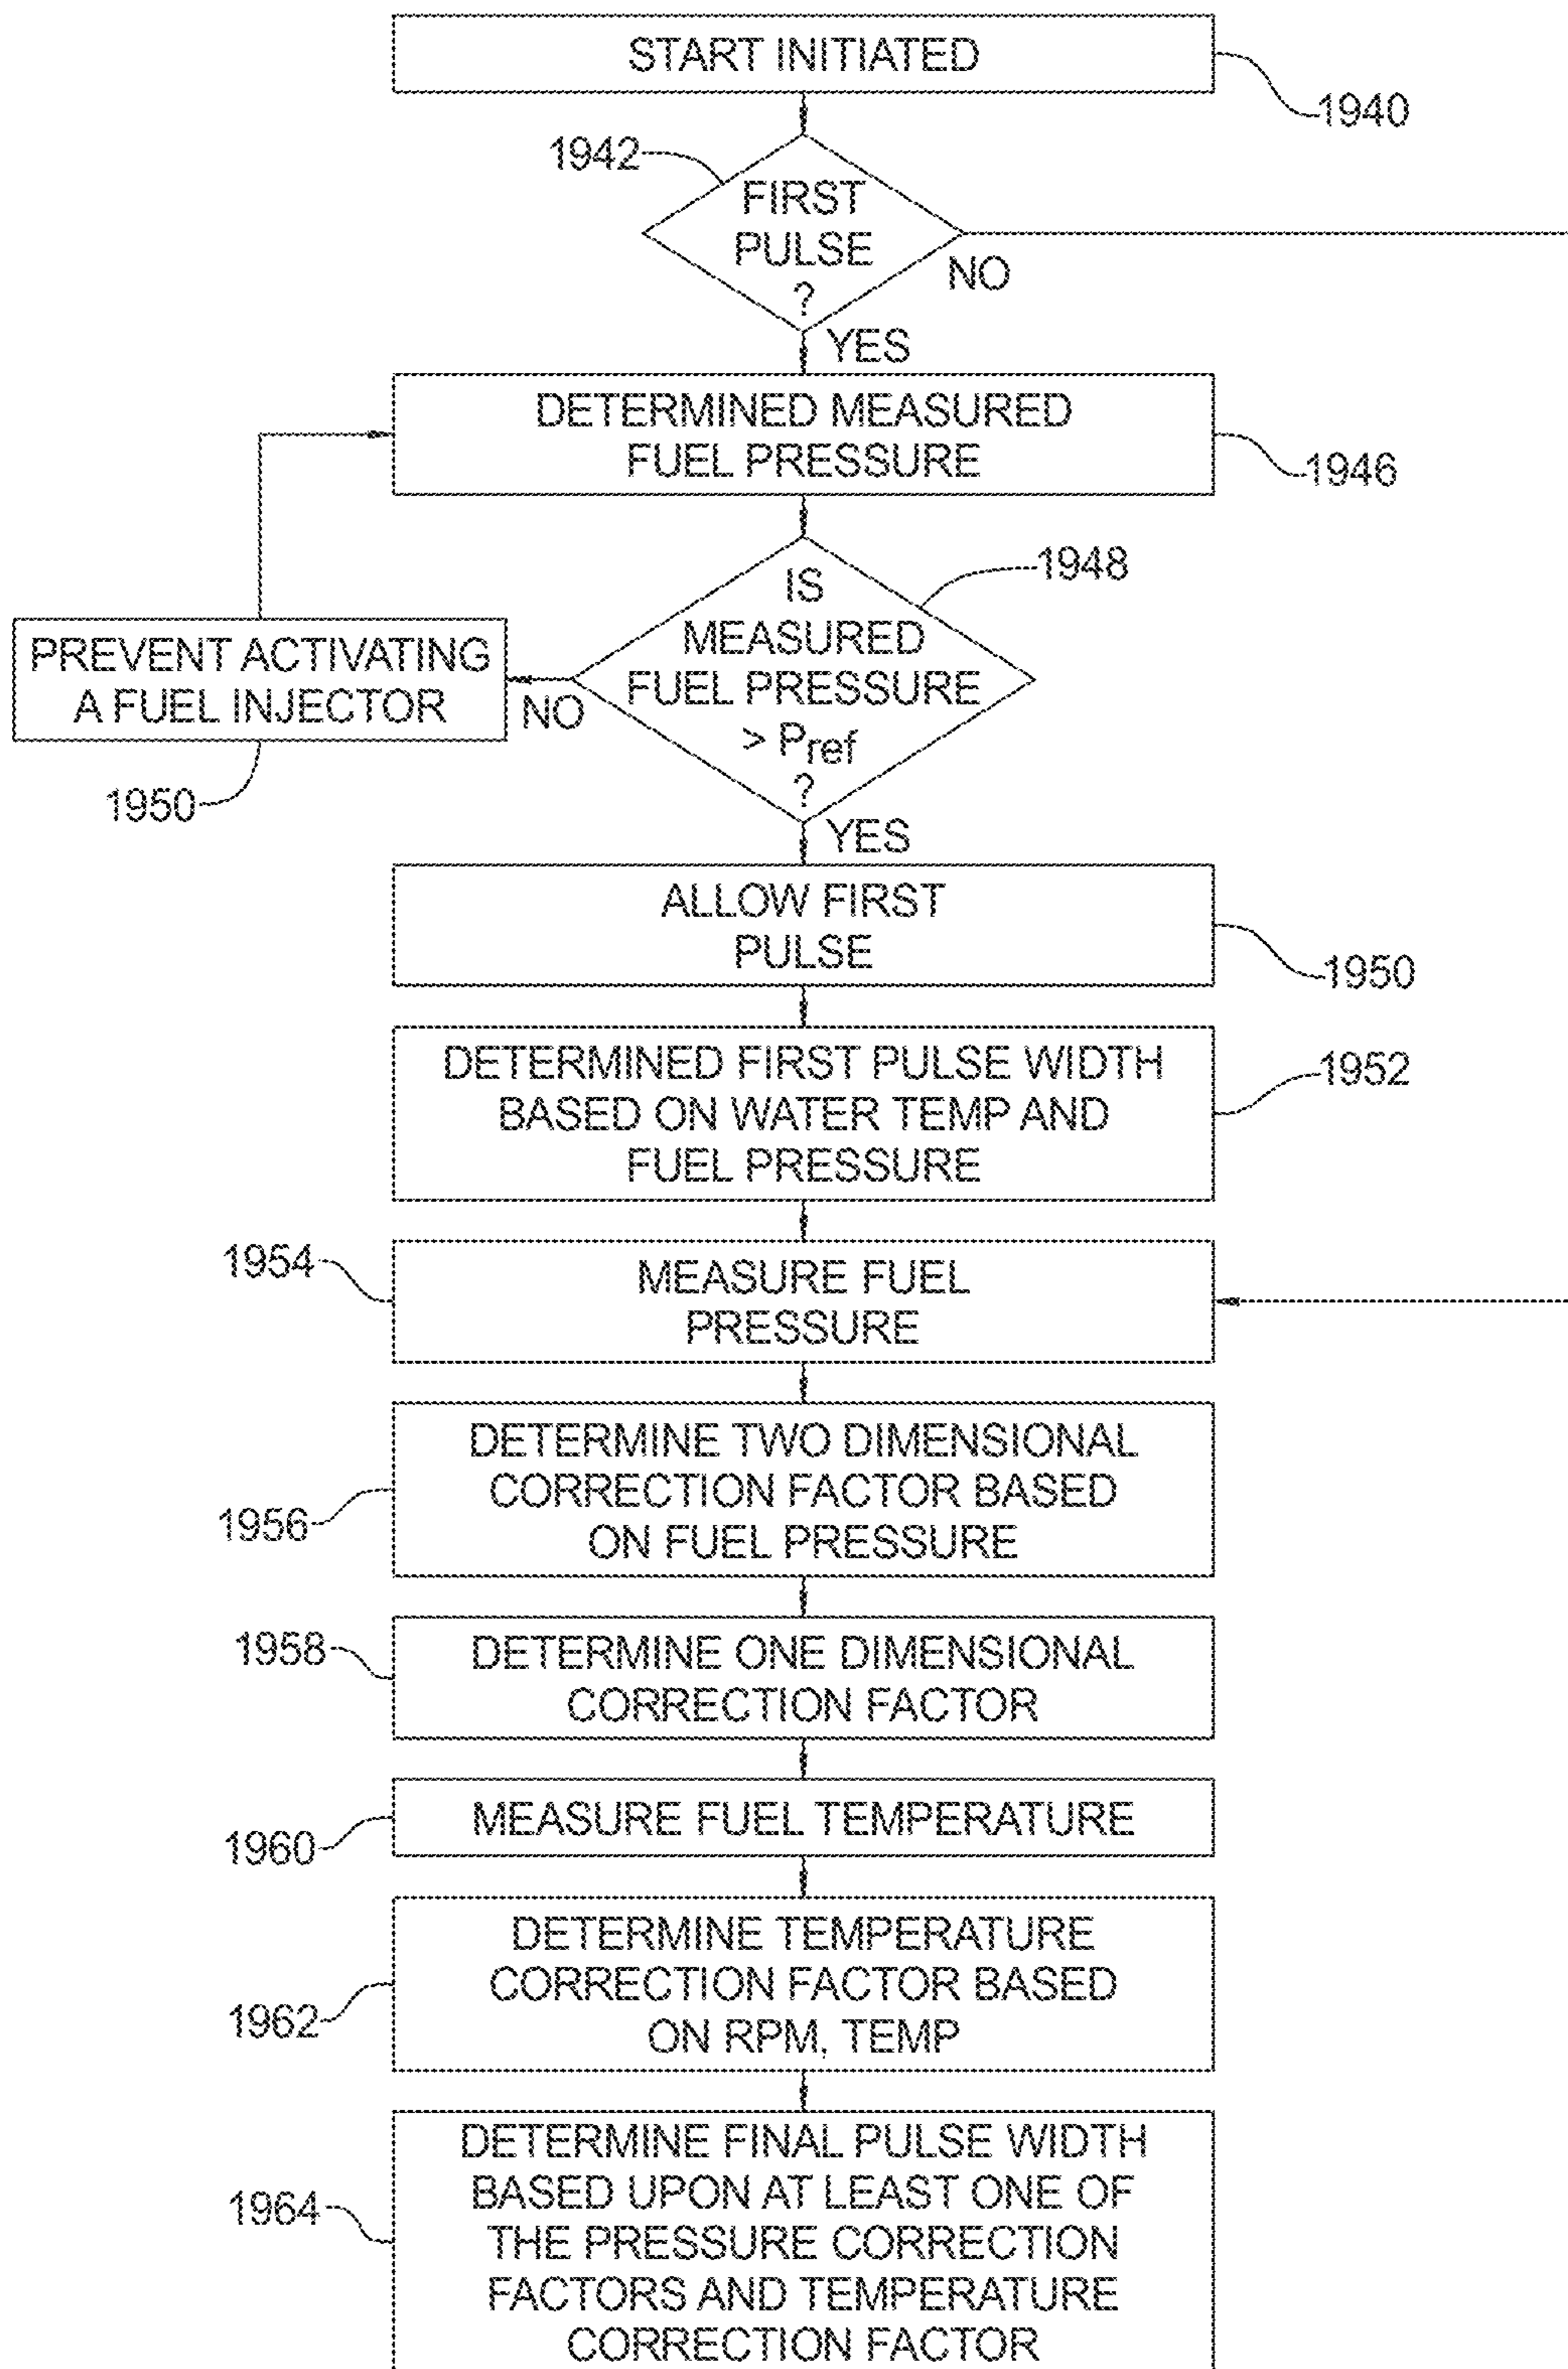 START INITIATED
1940
1942
FIRST
PULSE
?
NO
YES
DETERMINED MEASURED
FUEL PRESSURE
1946
IS
MEASURED
FUEL PRESSURE
> Pref
?
1948
PREVENT ACTIVATING
A FUEL INJECTOR
NO
1950
YES
ALLOW FIRST
PULSE
1950
DETERMINED FIRST PULSE WIDTH
BASED ON WATER TEMP AND
FUEL PRESSURE
1952
1954
MEASURE FUEL
PRESSURE
DETERMINE TWO DIMENSIONAL
CORRECTION FACTOR BASED
ON FUEL PRESSURE
1956
1958
DETERMINE ONE DIMENSIONAL
CORRECTION FACTOR
MEASURE FUEL TEMPERATURE
1960
DETERMINE TEMPERATURE
CORRECTION FACTOR BASED
ON RPM, TEMP
1962
DETERMINE FINAL PULSE WIDTH
BASED UPON AT LEAST ONE OF
THE PRESSURE CORRECTION
FACTORS AND TEMPERATURE
CORRECTION FACTOR
1964